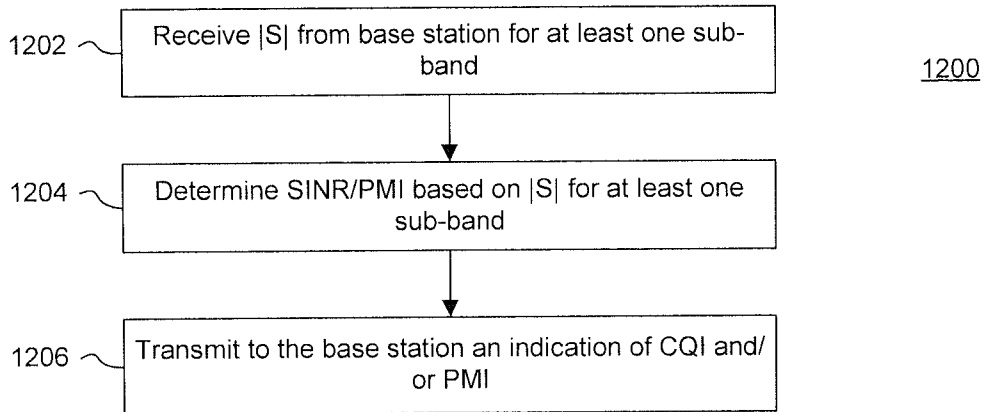 1202
Receive |S| from base station for at least one sub-
band
1200
1204
Determine SINR/PMI based on |S| for at least one
sub-band
1206
Transmit to the base station an indication of CQI and/
or PMI